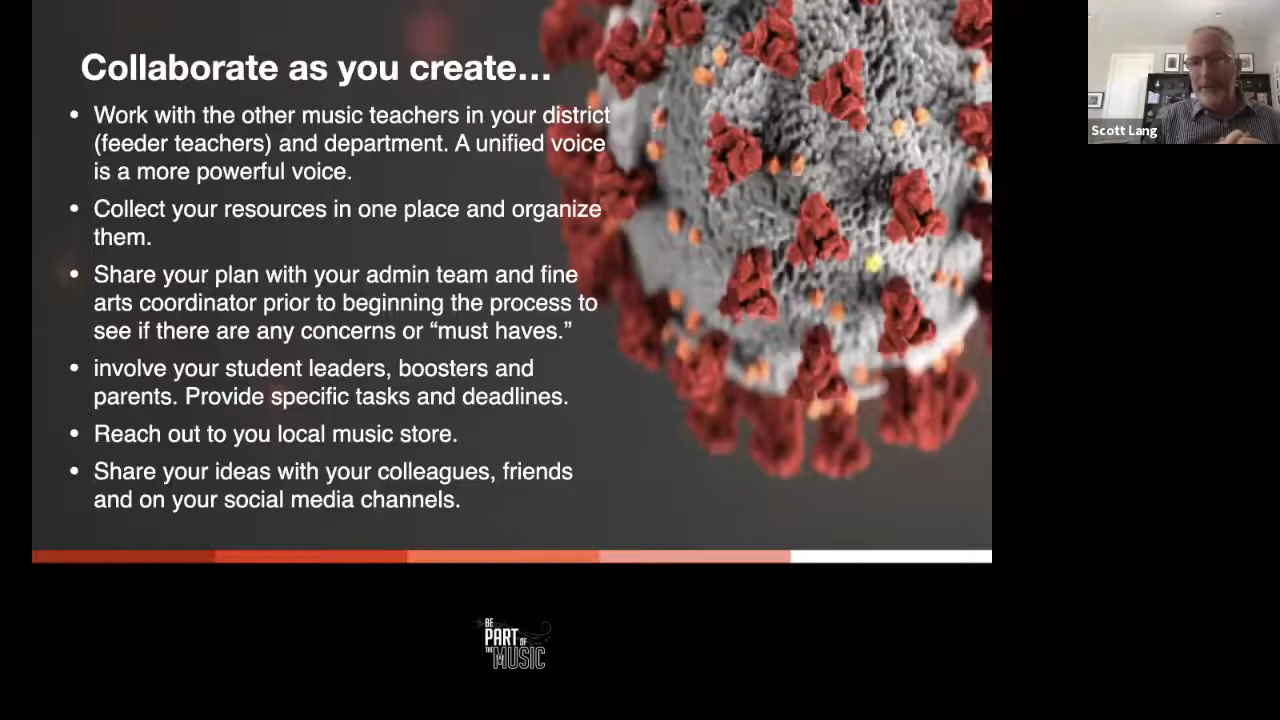 Collaborate as you create…
• Work with the other music teachers in your district
(feeder teachers) and department. A unified voice
is a more powerful voice.
• Collect your resources in one place and organize
them.
• Share your plan with your admin team and fine
arts coordinator prior to beginning the process to
see if there are any concerns or “must haves.”
• involve your student leaders, boosters and
parents. Provide specific tasks and deadlines.
• Reach out to you local music store.
• Share your ideas with your colleagues, friends
and on your social media channels.
Scott Lang
BE
PART OF
THE MUSIC